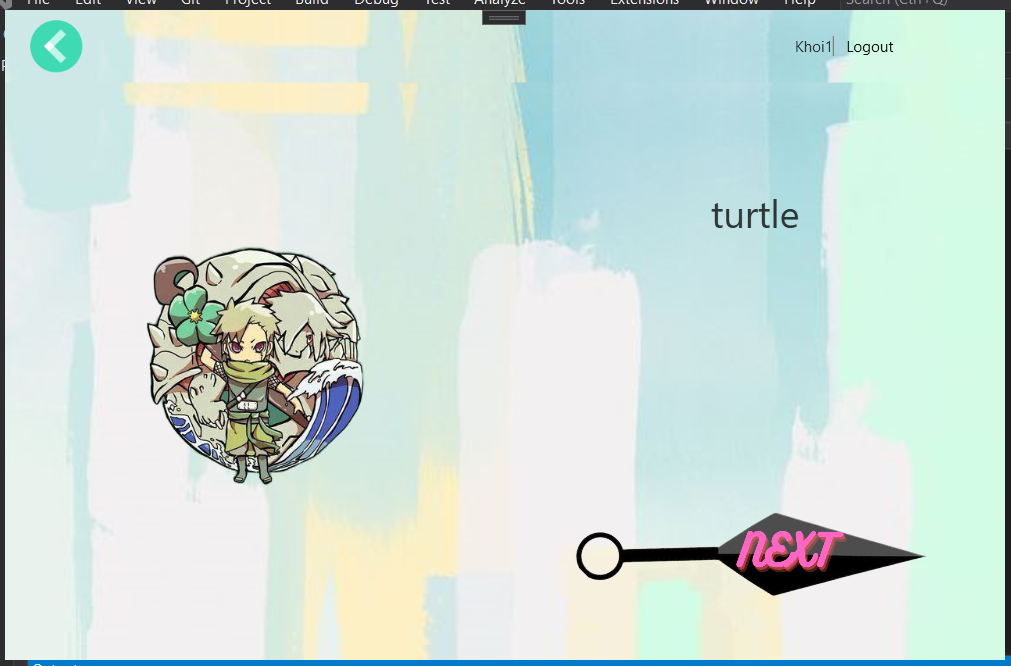 File Edit View Git Project Build Debug Test Analyze Tools Extensions Window Help Search (Ctrl+Q)
Khoi1 Logout
turtle
NEXT